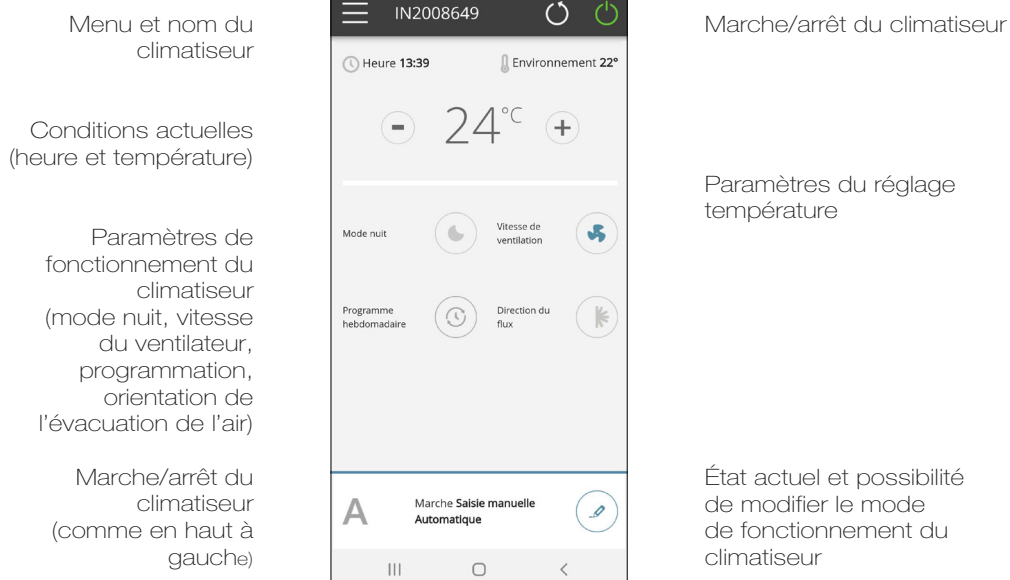 Menu et nom du
climatiseur
Conditions actuelles
(heure et température)
Paramètres de
fonctionnement du
climatiseur
(mode nuit, vitesse
du ventilateur,
programmation,
orientation de
l'évacuation de l'air)
Marche/arrêt du
climatiseur
(comme en haut à
gauche)
IN2008649
Heure 13:39
Environnement 22°
24°C
Mode nuit
Vitesse de
ventilation
Programme
hebdomadaire
Direction du
flux
A
Marche Saisie manuelle
Automatique
Marche/arrêt du climatiseur
Paramètres du réglage
température
État actuel et possibilité
de modifier le mode
de fonctionnement du
climatiseur